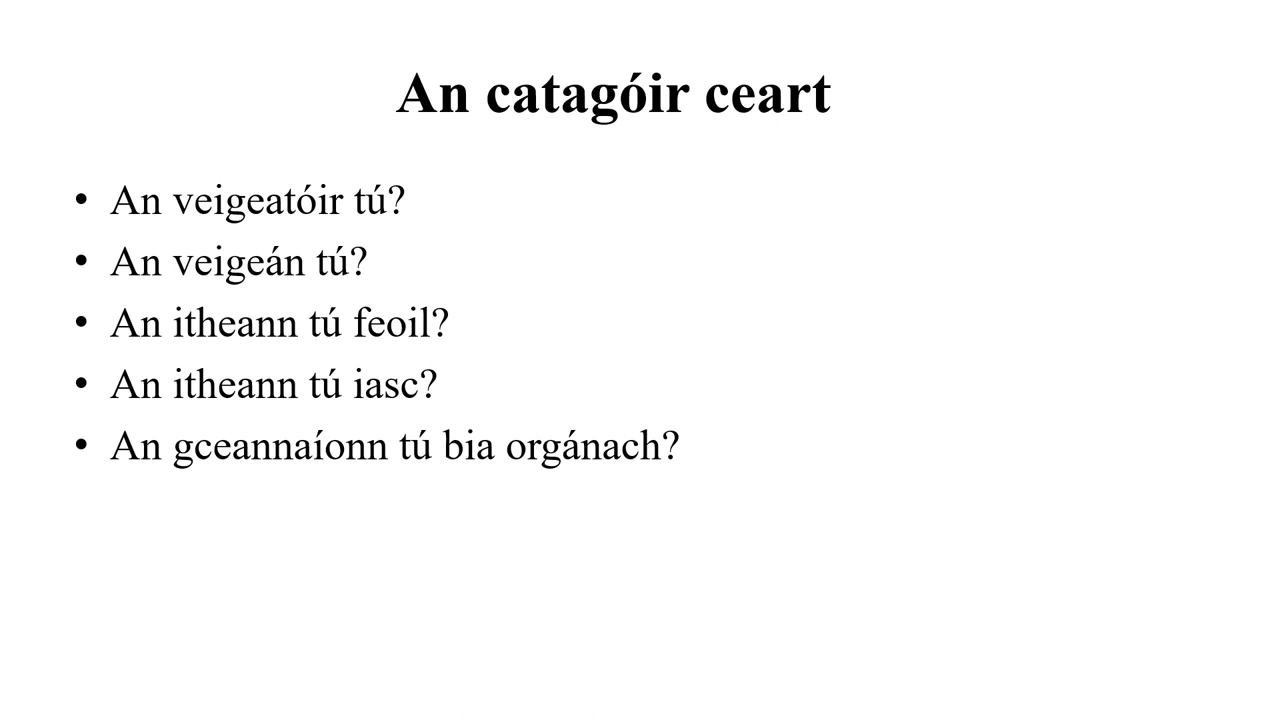 An catagóir ceart
• An veigeatóir tú?
• An veigeán tú?
• An itheann tú feoil?
• An itheann tú iasc?
• An gceannaíonn tú bia orgánach?